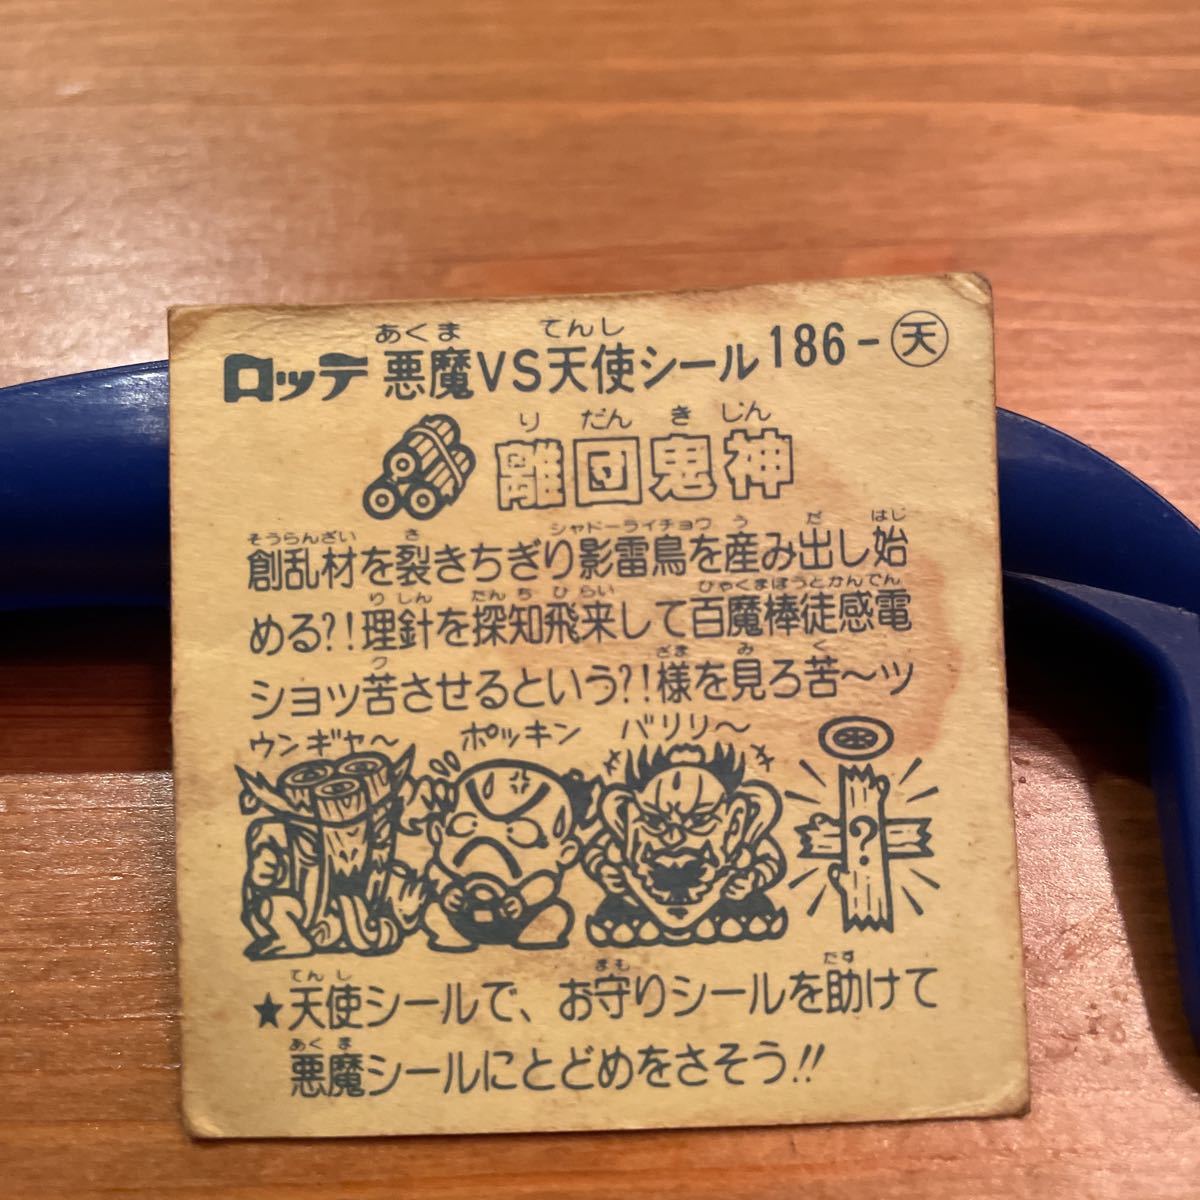 あくま てんし
ロッテ 悪魔VS天使シール 186-天
り だん き じん
離団鬼神
そうらんざい さ シャドーライチョウ う だ はじ
創乱材を裂きちぎり影雷鳥を産み出し始
りしん たんち ひらい ひゃくまぼうとかんでん
める?!理針を探知飛来して百魔棒徒感電
ク ざま み く
ショッ苦させるという?!様を見ろ苦〜ッ
ウンギャ〜 ポッキン バリリ〜
?
てんし まも たす
★天使シールで、お守りシールを助けて
あくま
悪魔シールにとどめをさそう!!